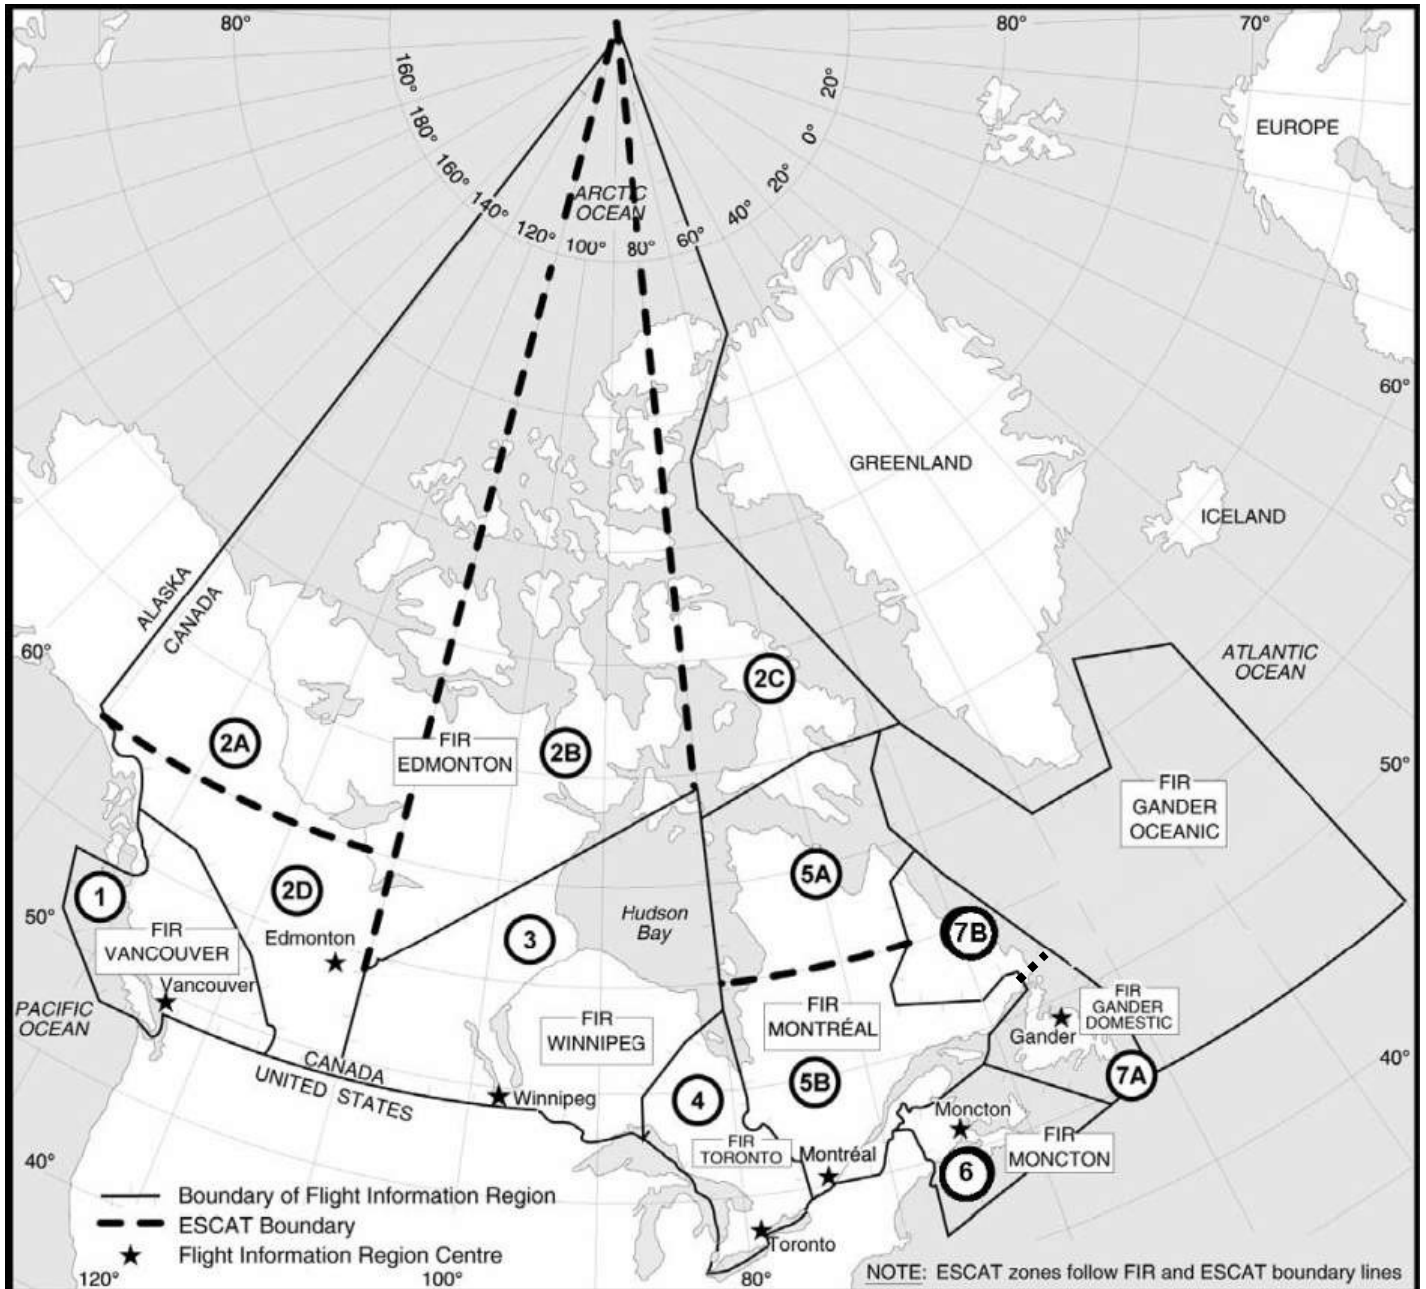 80°
80°
70°
160°
180°
160°
140°
120°
100°
80°
60°
40°
20°
0°
20°
EUROPE
ARCTIC
OCEAN
60°
GREENLAND
ICELAND
ALASKA
CANADA
60°
ATLANTIC
OCEAN
2C
2A
FIR
EDMONTON
2B
50°
FIR
GANDER
OCEANIC
1
2D
5A
50°
Hudson
Bay
3
7B
FIR
VANCOUVER
Edmonton
Vancouver
PACIFIC
OCEAN
FIR
WINNIPEG
FIR
MONTRÉAL
FIR
GANDER
DOMESTIC
Gander
40°
CANADA
UNITED STATES
7A
5B
4
Winnipeg
Moncton
FIR
TORONTO
Montréal
FIR
MONCTON
40°
6
Boundary of Flight Information Region
ESCAT Boundary
Flight Information Region Centre
Toronto
120°
100°
80°
NOTE: ESCAT zones follow FIR and ESCAT boundary lines